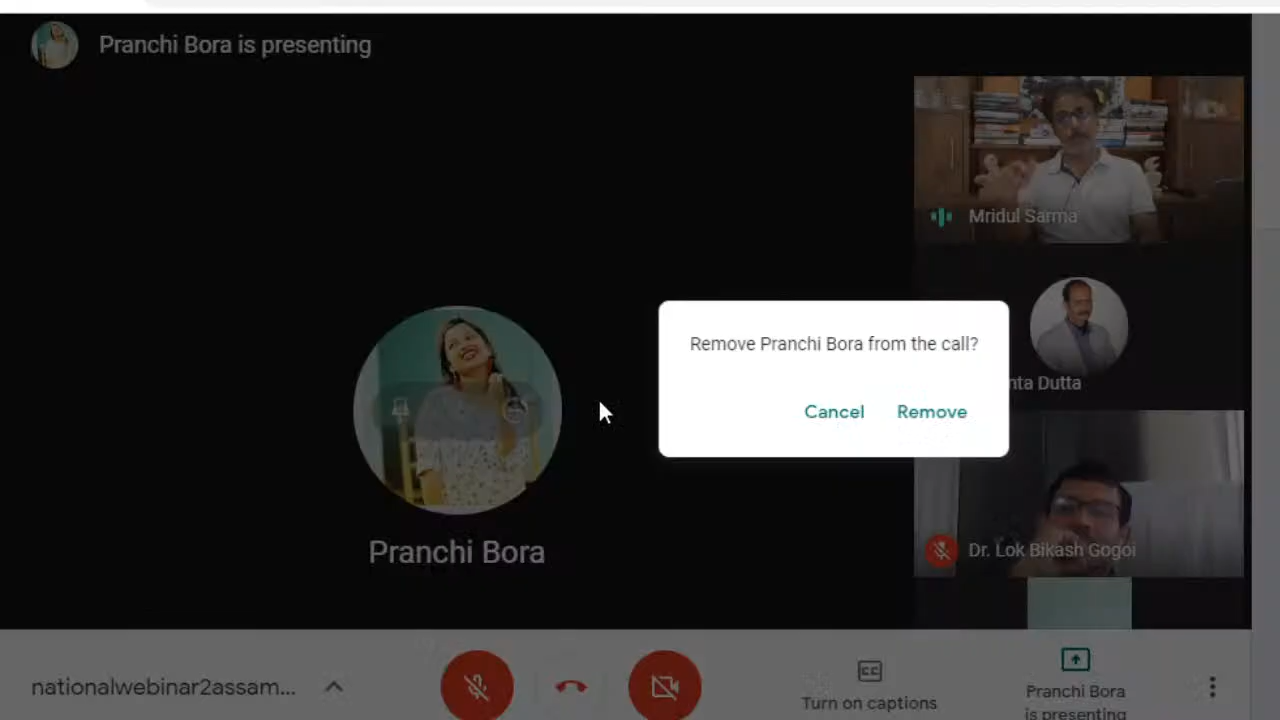 Pranchi Bora is presenting
Mridul Sarma
Remove Pranchi Bora from the call?
nta Dutta
Cancel
Remove
Pranchi Bora
Dr. Lok Bikash Gogoi
nationalwebinar2assam...
CC
Turn on captions
Pranchi Bora
is presenting